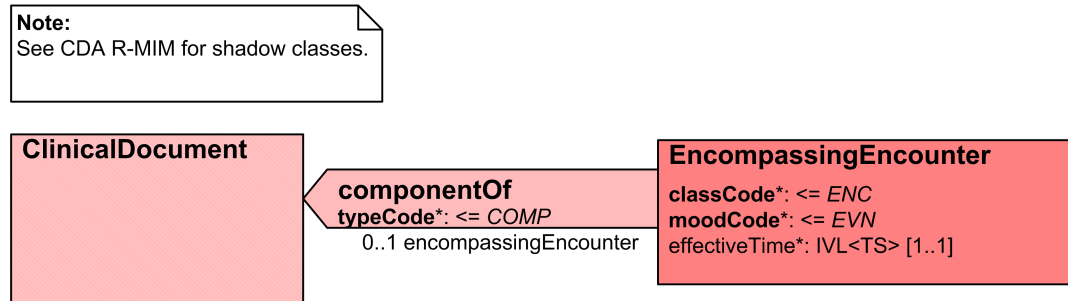 Note:
See CDA R-MIM for shadow classes.
ClinicalDocument
componentOf
typeCode*: <= COMP
0..1 encompassingEncounter
EncompassingEncounter
classCode*: <= ENC
moodCode*: <= EVN
effectiveTime*: IVL<TS> [1..1]